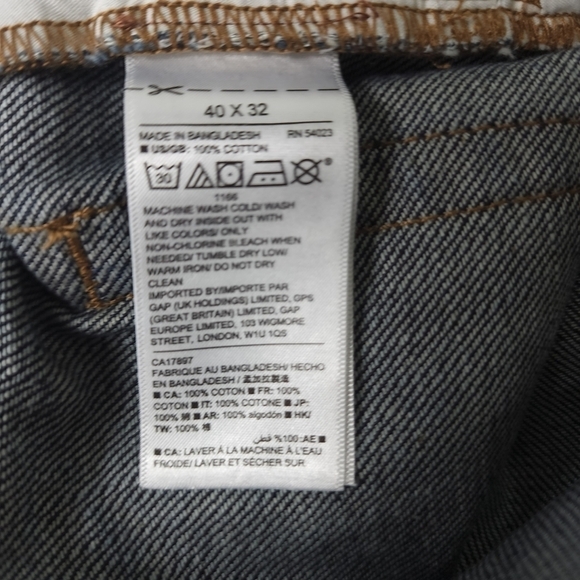 40 X 32
MADE IN BANGLADESH RN 54023
■ US/GB: 100% COTTON
30
®
1166
MACHINE WASH COLD/ WASH
AND DRY INSIDE OUT WITH
LIKE COLORS/ ONLY
NON-CHLORINE BLEACH WHEN
NEEDED/ TUMBLE DRY LOW/
WARM IRON/ DO NOT DRY
CLEAN
IMPORTED BY/IMPORTE PAR
GAP (UK HOLDINGS) LIMITED, GPS
(GREAT BRITAIN) LIMITED, GAP
EUROPE LIMITED, 103 WIGMORE
STREET, LONDON, W1U 1QS
CA17897
FABRIQUE AU BANGLADESH/ HECHO
EN BANGLADESH / 孟加拉製造
■ CA: 100% COTON ■ FR: 100%
COTON ■ IT: 100% COTONE ■ JP:
100% 綿 ■ AR: 100% algodón ■ HK/
TW: 100% 棉
■ AE: 100% قطن
■ CA: LAVER À LA MACHINE À L'EAU
FROIDE/ LAVER ET SÉCHER SUR